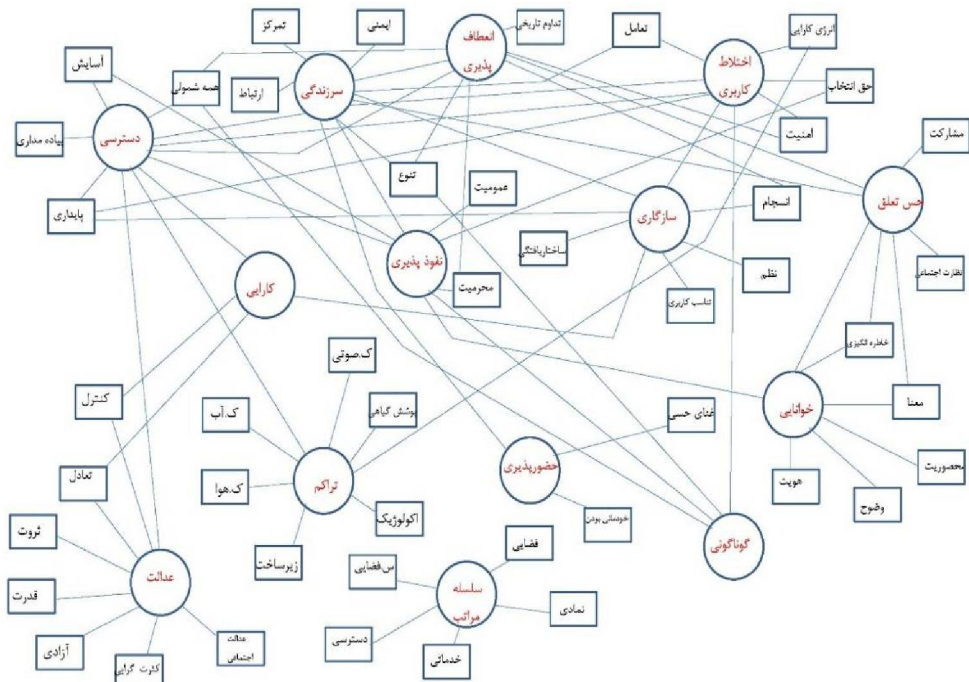 تمرکز
ایمنی
انعطاف
پذیری
تداوم تاریخی
تعامل
انرژی کارایی
آسایش
همه شمولی
ارتباط
سرزندگی
اختلاط
کاربری
حق انتخاب
پیاده مداری
دسترسی
امنیت
مشارکت
تنوع
عمومیت
پایداری
سازگاری
انسجام
حس تعلق
نفوذ پذیری
ساختاریافتگی
نظم
نظارت اجتماعی
کارایی
محرمیت
تناسب کاربری
ک.صوتی
خاطره انگیزی
کنترل
ک.آب
پوشش گیاهی
غنای حسی
خوانایی
معنا
تعادل
ک.هوا
تراکم
حضورپذیری
هویت
محصوریت
وضوح
ثروت
اکولوژیک
خودمانی بودن
زیرساخت
فضایی
گوناگونی
عدالت
س.فضایی
قدرت
سلسله
مراتب
نمادی
آزادی
کثرت گرایی
عدالت
اجتماعی
دسترسی
خدماتی